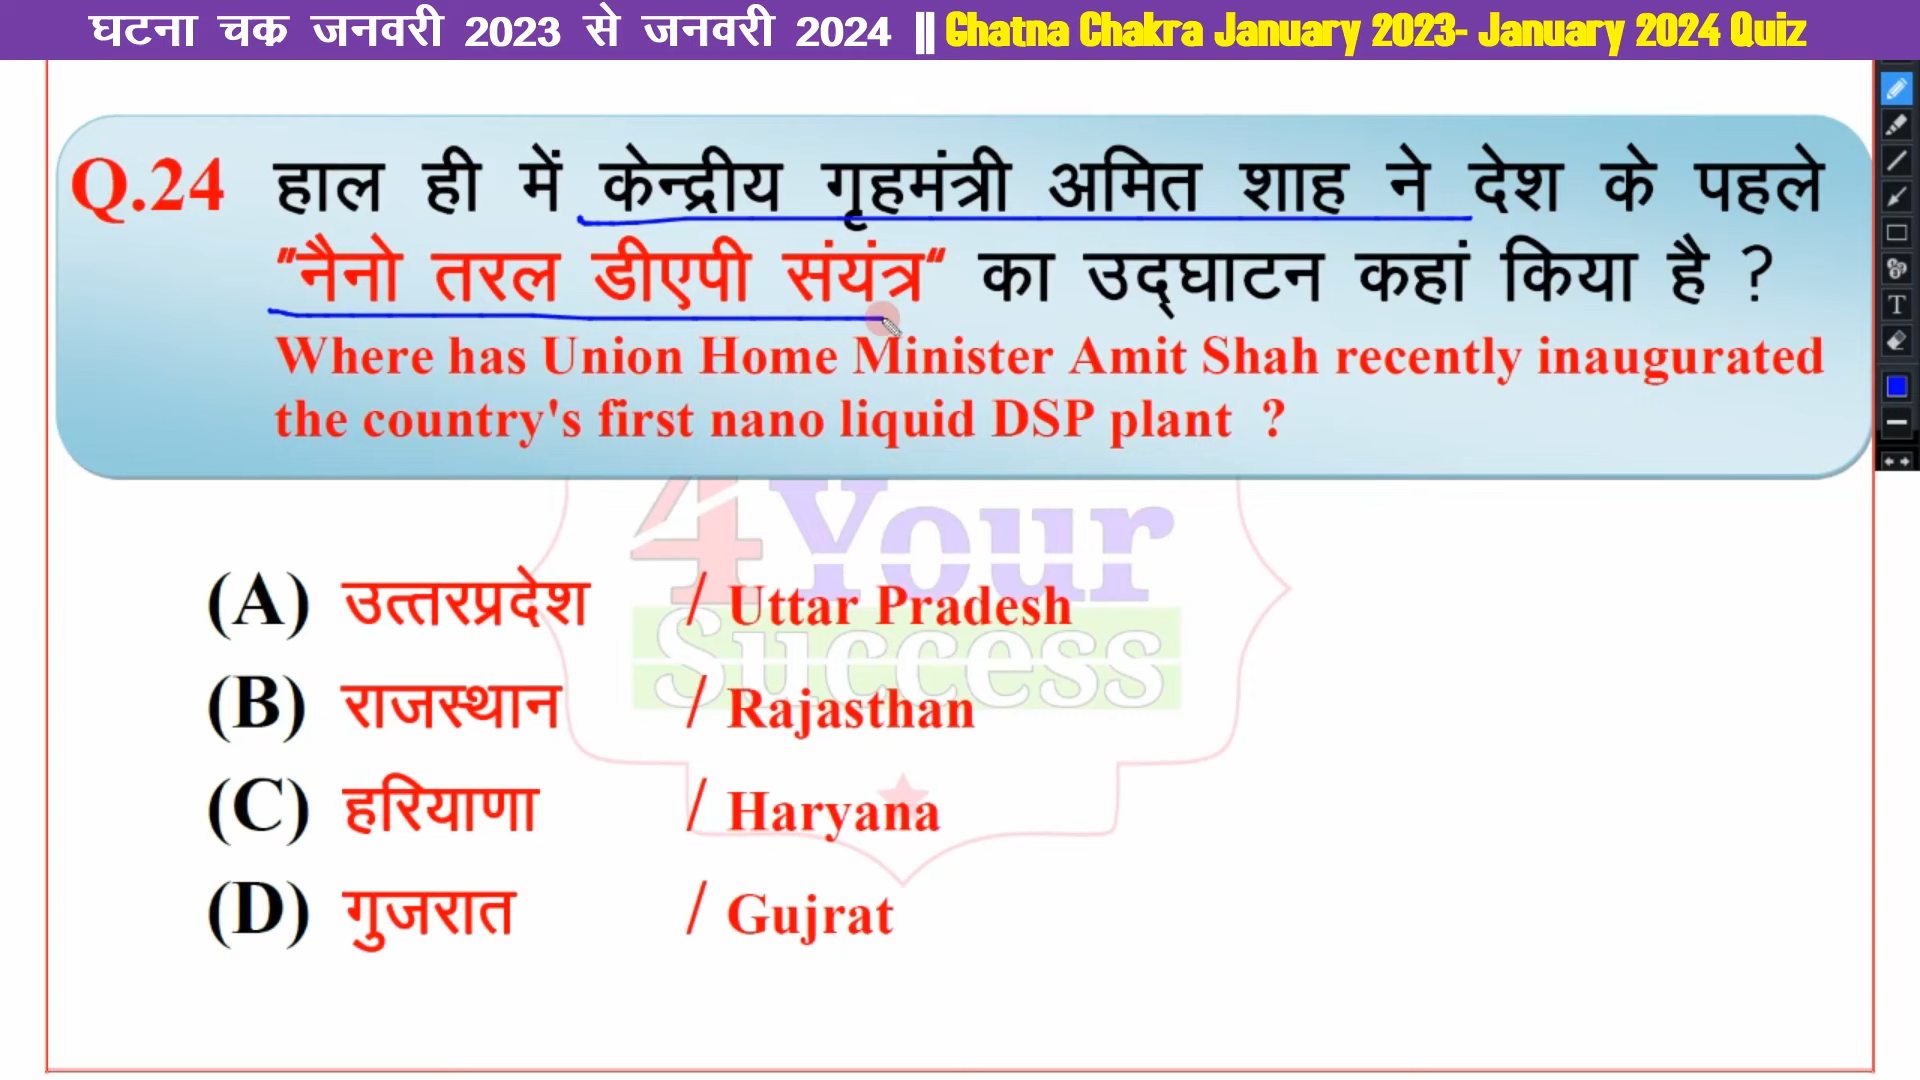 घटना चक्र जनवरी 2023 से जनवरी 2024 || Ghatna Chakra January 2023- January 2024 Quiz
Q.24 हाल ही में केन्द्रीय गृहमंत्री अमित शाह ने देश के पहले
"नैनो तरल डीएपी संयंत्र" का उद्घाटन कहां किया है ?
Where has Union Home Minister Amit Shah recently inaugurated
the country's first nano liquid DSP plant ?
4Your
Success
(A) उत्तरप्रदेश / Uttar Pradesh
(B) राजस्थान / Rajasthan
(C) हरियाणा / Haryana
(D) गुजरात / Gujrat